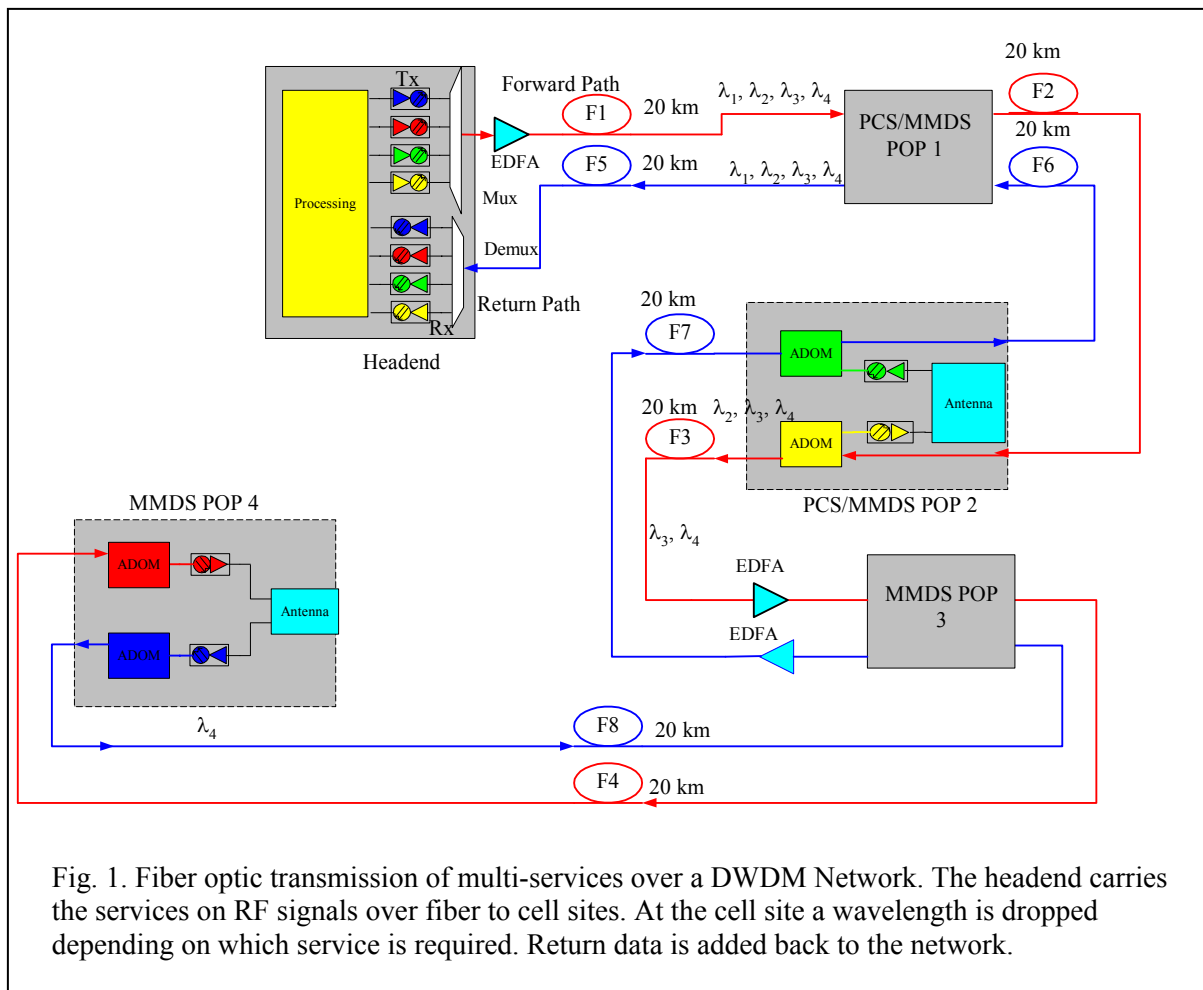 20 km
Tx
Forward Path
F1
20 km
λ1, λ2, λ3, λ4
F2
PCS/MMDS
POP 1
20 km
EDFA
F5
20 km
λ1, λ2, λ3, λ4
F6
Mux
Processing
Demux
Return Path
Rx
Headend
20 km
F7
ADOM
Antenna
20 km
λ2, λ3, λ4
F3
ADOM
PCS/MMDS POP 2
MMDS POP 4
λ3, λ4
ADOM
EDFA
MMDS POP
3
Antenna
EDFA
ADOM
λ4
F8
20 km
F4
20 km
Fig. 1. Fiber optic transmission of multi-services over a DWDM Network. The headend carries
the services on RF signals over fiber to cell sites. At the cell site a wavelength is dropped
depending on which service is required. Return data is added back to the network.